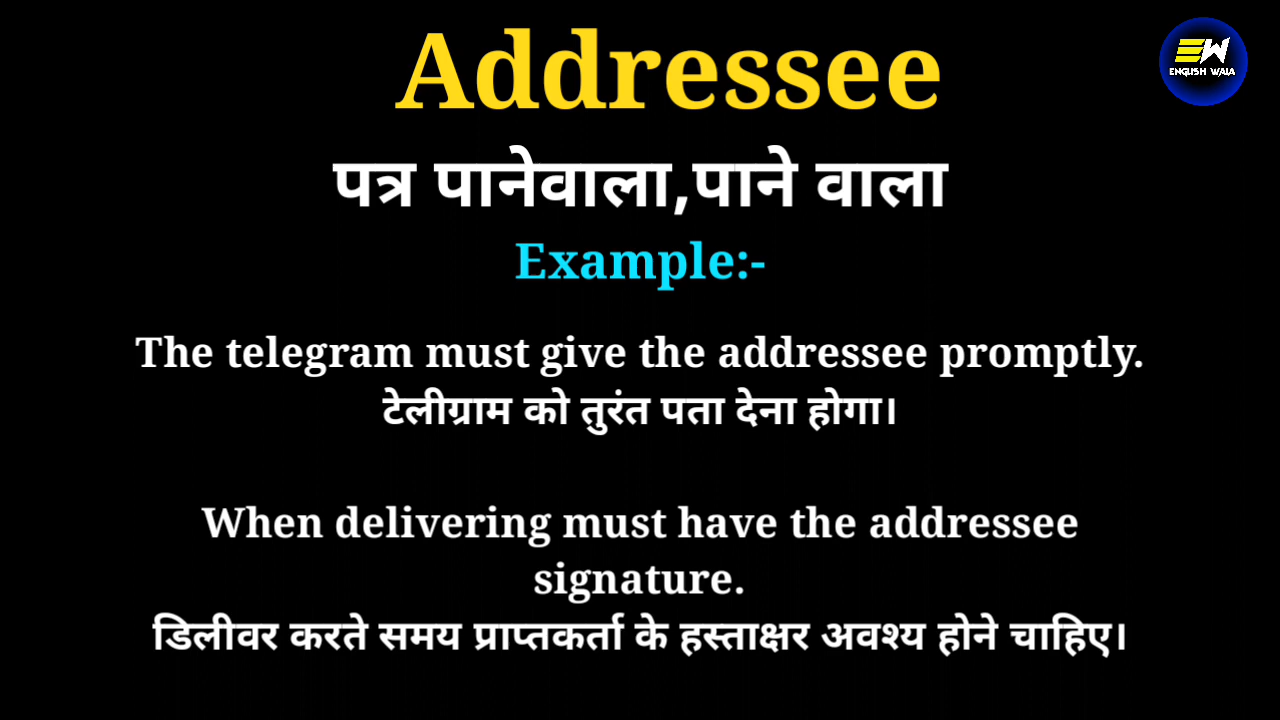 Addressee
EW
ENGLISH WALA
पत्र पानेवाला,पाने वाला
Example:-
The telegram must give the addressee promptly.
टेलीग्राम को तुरंत पता देना होगा।
When delivering must have the addressee
signature.
डिलीवर करते समय प्राप्तकर्ता के हस्ताक्षर अवश्य होने चाहिए।